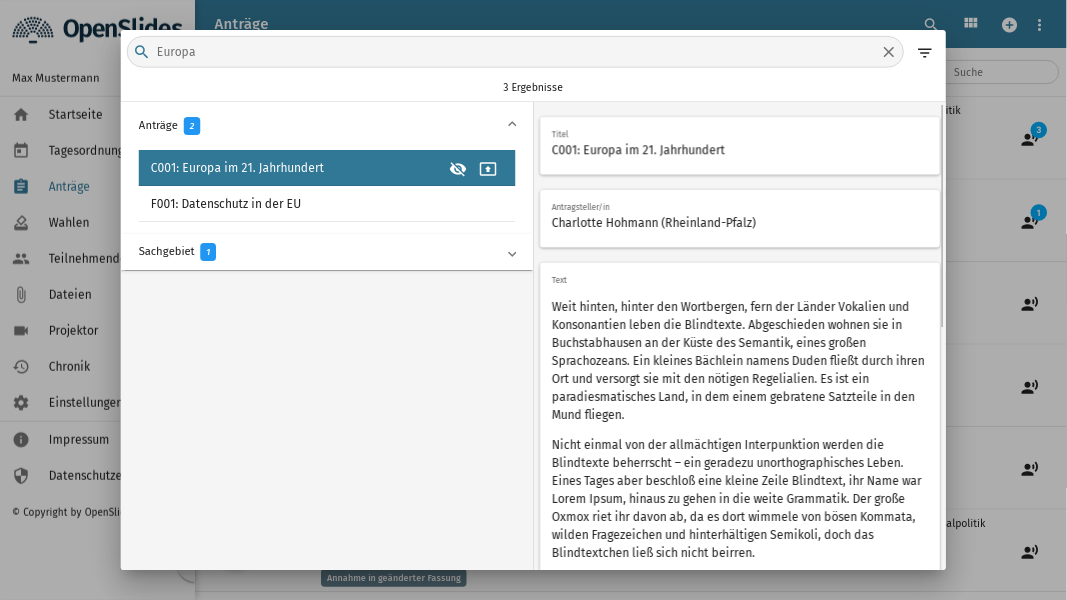 OpenSlides
Anträge
Max Mustermann
Startseite
Tagesordnung
Anträge
Wahlen
Teilnehmend
Dateien
Projektor
Chronik
Einstellungen
Impressum
Datenschutze
© Copyright by OpenSli
Europa
3 Ergebnisse
Anträge 2
C001: Europa im 21. Jahrhundert
F001: Datenschutz in der EU
Sachgebiet 1
Titel
C001: Europa im 21. Jahrhundert
Antragsteller/in
Charlotte Hohmann (Rheinland-Pfalz)
Text
Weit hinten, hinter den Wortbergen, fern der Länder Vokalien und
Konsonantien leben die Blindtexte. Abgeschieden wohnen sie in
Buchstabhausen an der Küste des Semantik, eines großen
Sprachozeans. Ein kleines Bächlein namens Duden fließt durch ihren
Ort und versorgt sie mit den nötigen Regelialien. Es ist ein
paradiesmatisches Land, in dem einem gebratene Satzteile in den
Mund fliegen.
Nicht einmal von der allmächtigen Interpunktion werden die
Blindtexte beherrscht – ein geradezu unorthographisches Leben.
Eines Tages aber beschloß eine kleine Zeile Blindtext, ihr Name war
Lorem Ipsum, hinaus zu gehen in die weite Grammatik. Der große
Oxmox riet ihr davon ab, da es dort wimmele von bösen Kommata,
wilden Fragezeichen und hinterhältigen Semikoli, doch das
Blindtextchen ließ sich nicht beirren.
Suche
itik
3
1
alpolitik
Annahme in geänderter Fassung